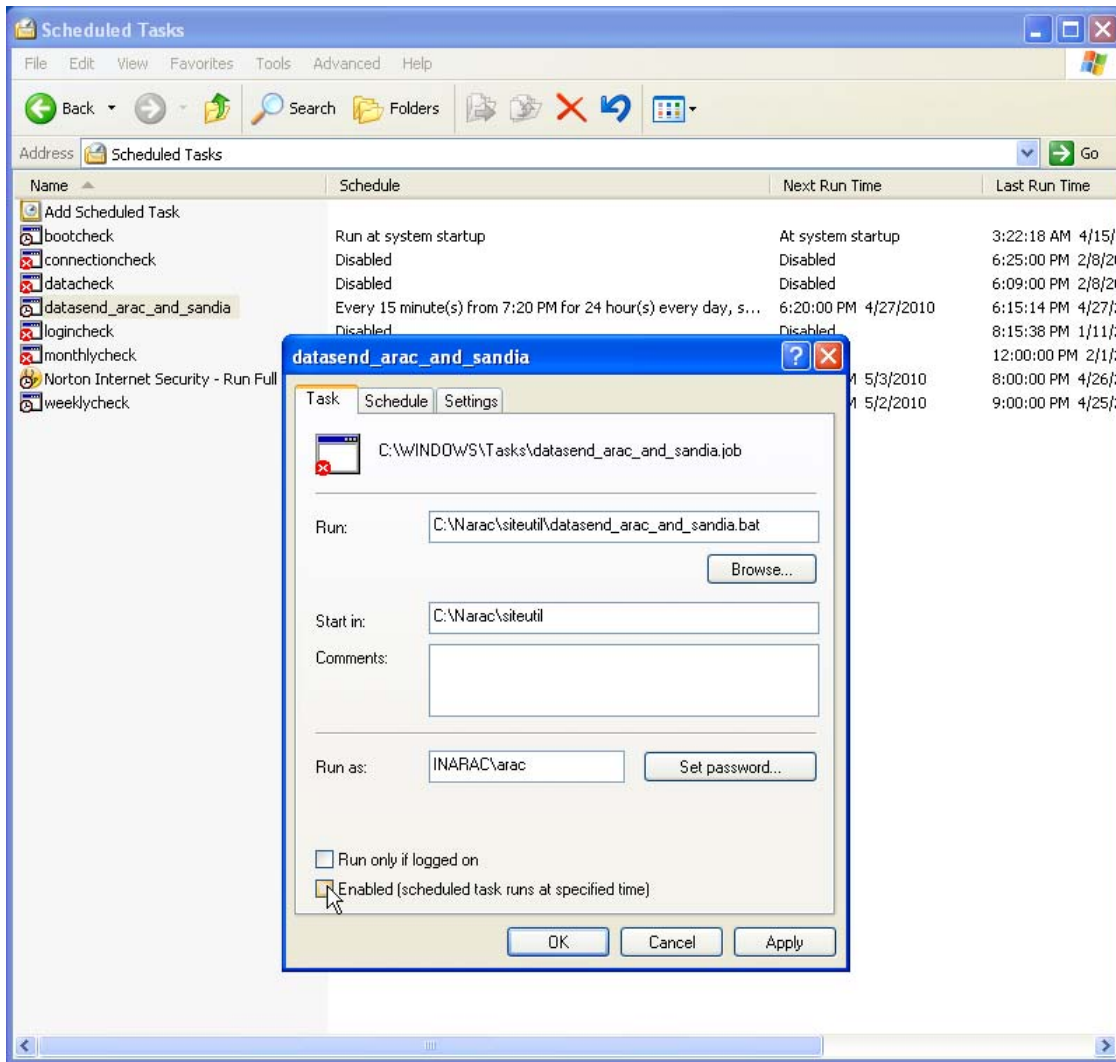 Scheduled Tasks
File Edit View Favorites Tools Advanced Help
Back Search Folders
Address Scheduled Tasks Go
Name Schedule Next Run Time Last Run Time
Add Scheduled Task
bootcheck Run at system startup At system startup 3:22:18 AM 4/15/
connectioncheck Disabled Disabled 6:25:00 PM 2/8/2
datacheck Disabled Disabled 6:09:00 PM 2/8/2
datasend_arac_and_sandia Every 15 minute(s) from 7:20 PM for 24 hour(s) every day, s... 6:20:00 PM 4/27/2010 6:15:14 PM 4/27/
logincheck Disabled Disabled 8:15:38 PM 1/11/
monthlycheck 12:00:00 PM 2/1/
Norton Internet Security - Run Full 5/3/2010 8:00:00 PM 4/26/
weeklycheck 5/2/2010 9:00:00 PM 4/25/
datasend_arac_and_sandia
Task Schedule Settings
C:\WINDOWS\Tasks\datasend_arac_and_sandia.job
Run: C:\Narac\siteutil\datasend_arac_and_sandia.bat
Browse...
Start in: C:\Narac\siteutil
Comments:
Run as: INARAC\arac Set password...
Run only if logged on
Enabled (scheduled task runs at specified time)
OK Cancel Apply